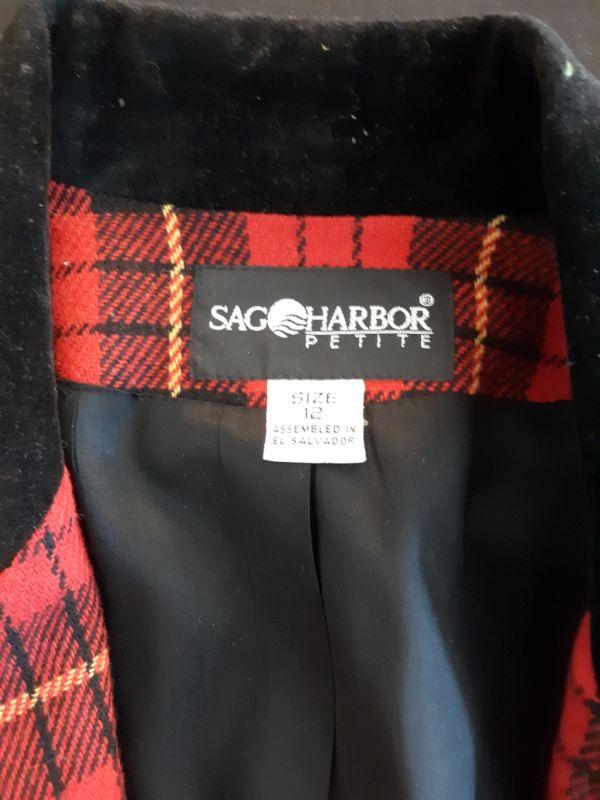 SAG HARBOR®
PETITE
SIZE
12
ASSEMBLED IN
EL SALVADOR